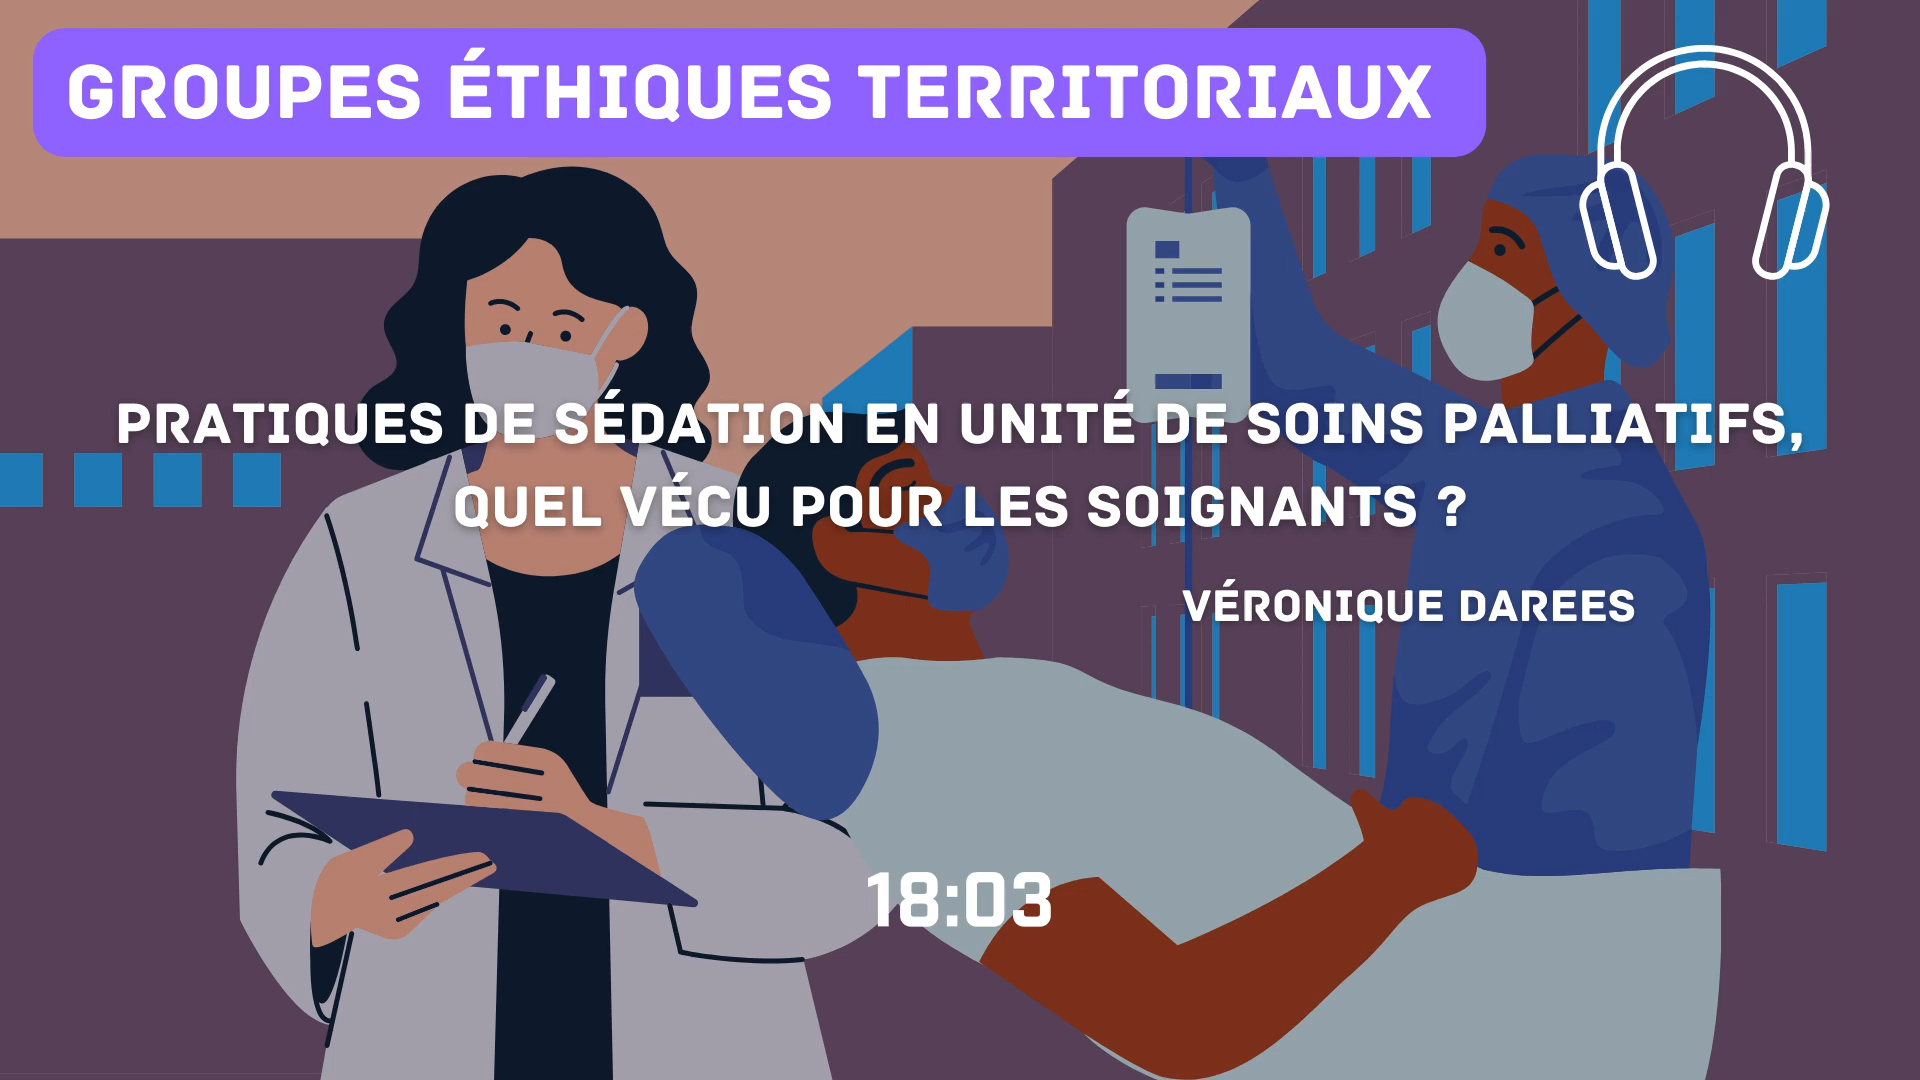 GROUPES ÉTHIQUES TERRITORIAUX
PRATIQUES DE SÉDATION EN UNITÉ DE SOINS PALLIATIFS,
QUEL VÉCU POUR LES SOIGNANTS ?
VÉRONIQUE DAREES
18:03